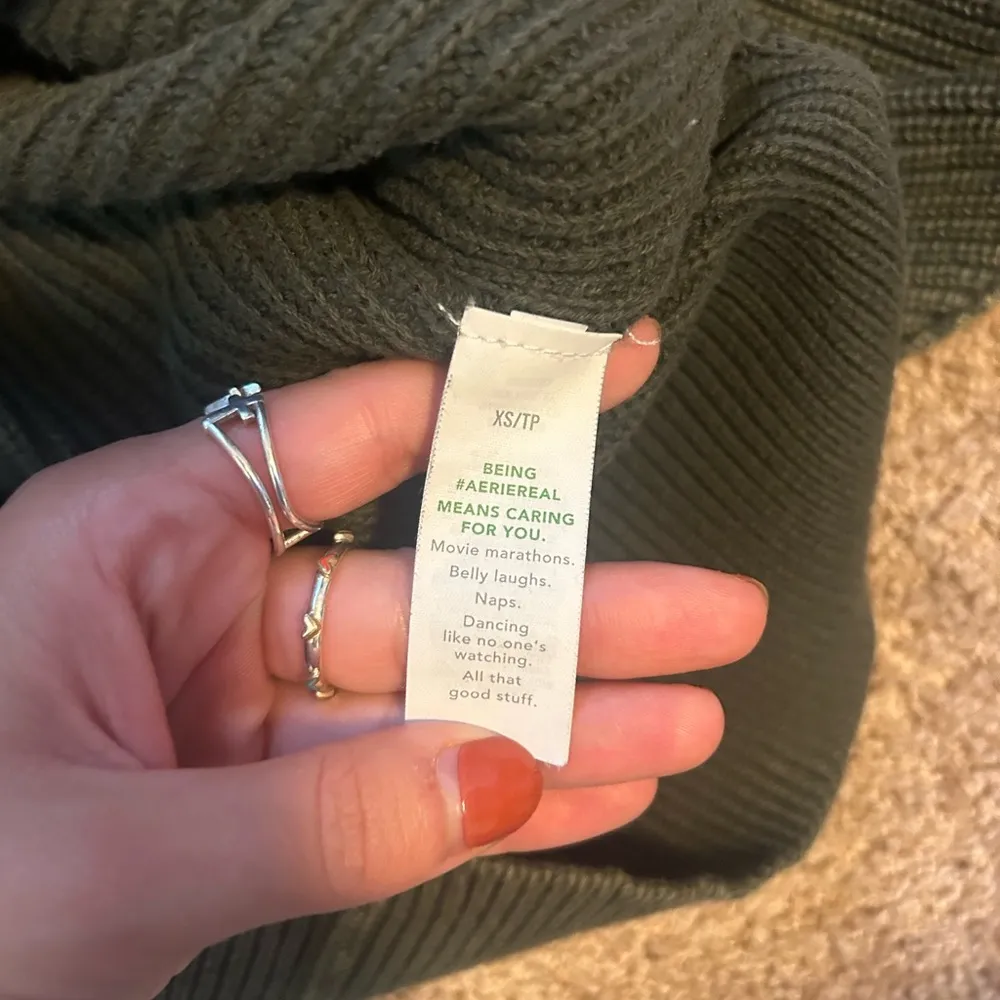 XS/TP
BEING
#AERIEREAL
MEANS CARING
FOR YOU.
Movie marathons.
Belly laughs.
Naps.
Dancing
like no one's
watching.
All that
good stuff.